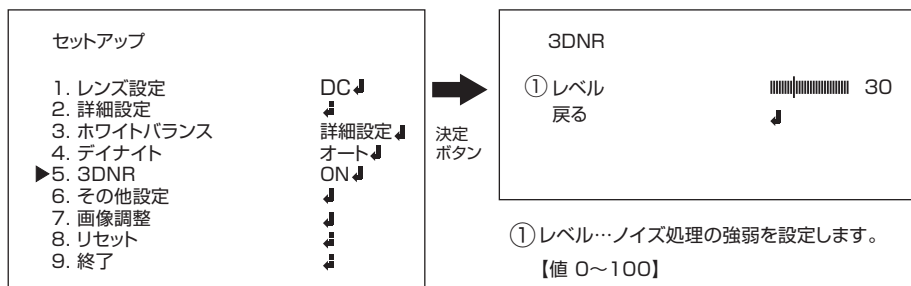 セットアップ
1. レンズ設定 DC
2. 詳細設定
3. ホワイトバランス 詳細設定
4. デイナイト オート
▶5. 3DNR ON
6. その他設定
7. 画像調整
8. リセット
9. 終了
決定
ボタン
3DNR
①レベル 30
戻る
①レベル…ノイズ処理の強弱を設定します。
【値 0〜100】